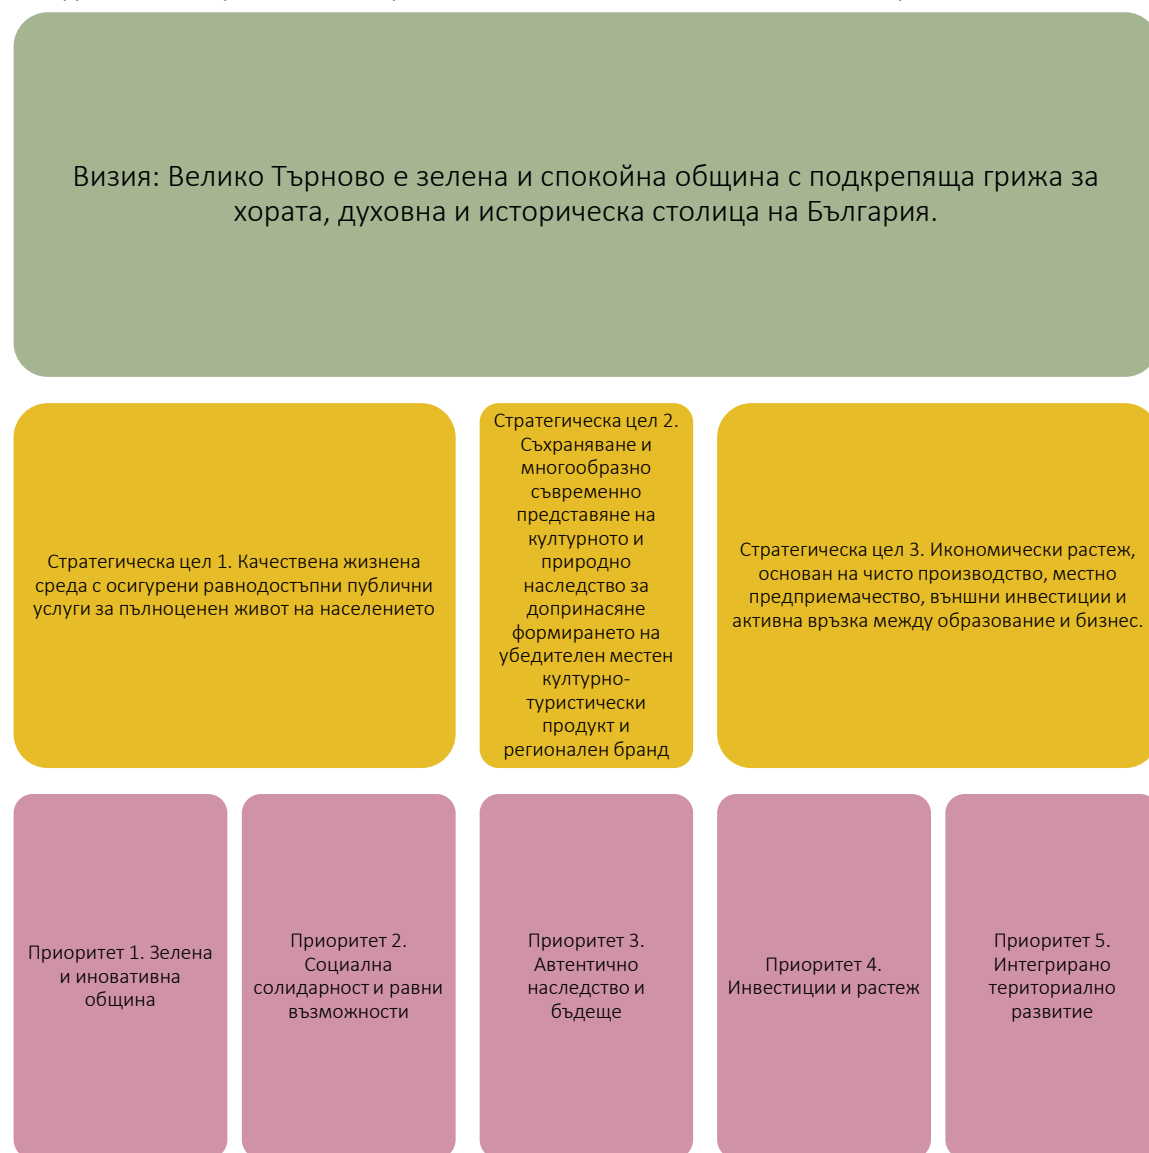 Визия: Велико Търново е зелена и спокойна община с подкрепяща грижа за
хората, духовна и историческа столица на България.
Стратегическа цел 1. Качествена жизнена
среда с осигурени равнодостъпни публични
услуги за пълноценен живот на населението
Стратегическа цел 2.
Съхраняване и
многообразно
съвременно
представяне на
културното и
природно
наследство за
допринасяне
формирането на
убедителен местен
културно-
туристически
продукт и
регионален бранд
Стратегическа цел 3. Икономически растеж,
основан на чисто производство, местно
предприемачество, външни инвестиции и
активна връзка между образование и бизнес.
Приоритет 1. Зелена
и иновативна
община
Приоритет 2.
Социална
солидарност и равни
възможности
Приоритет 3.
Автентично
наследство и
бъдеще
Приоритет 4.
Инвестиции и растеж
Приоритет 5.
Интегрирано
териториално
развитие